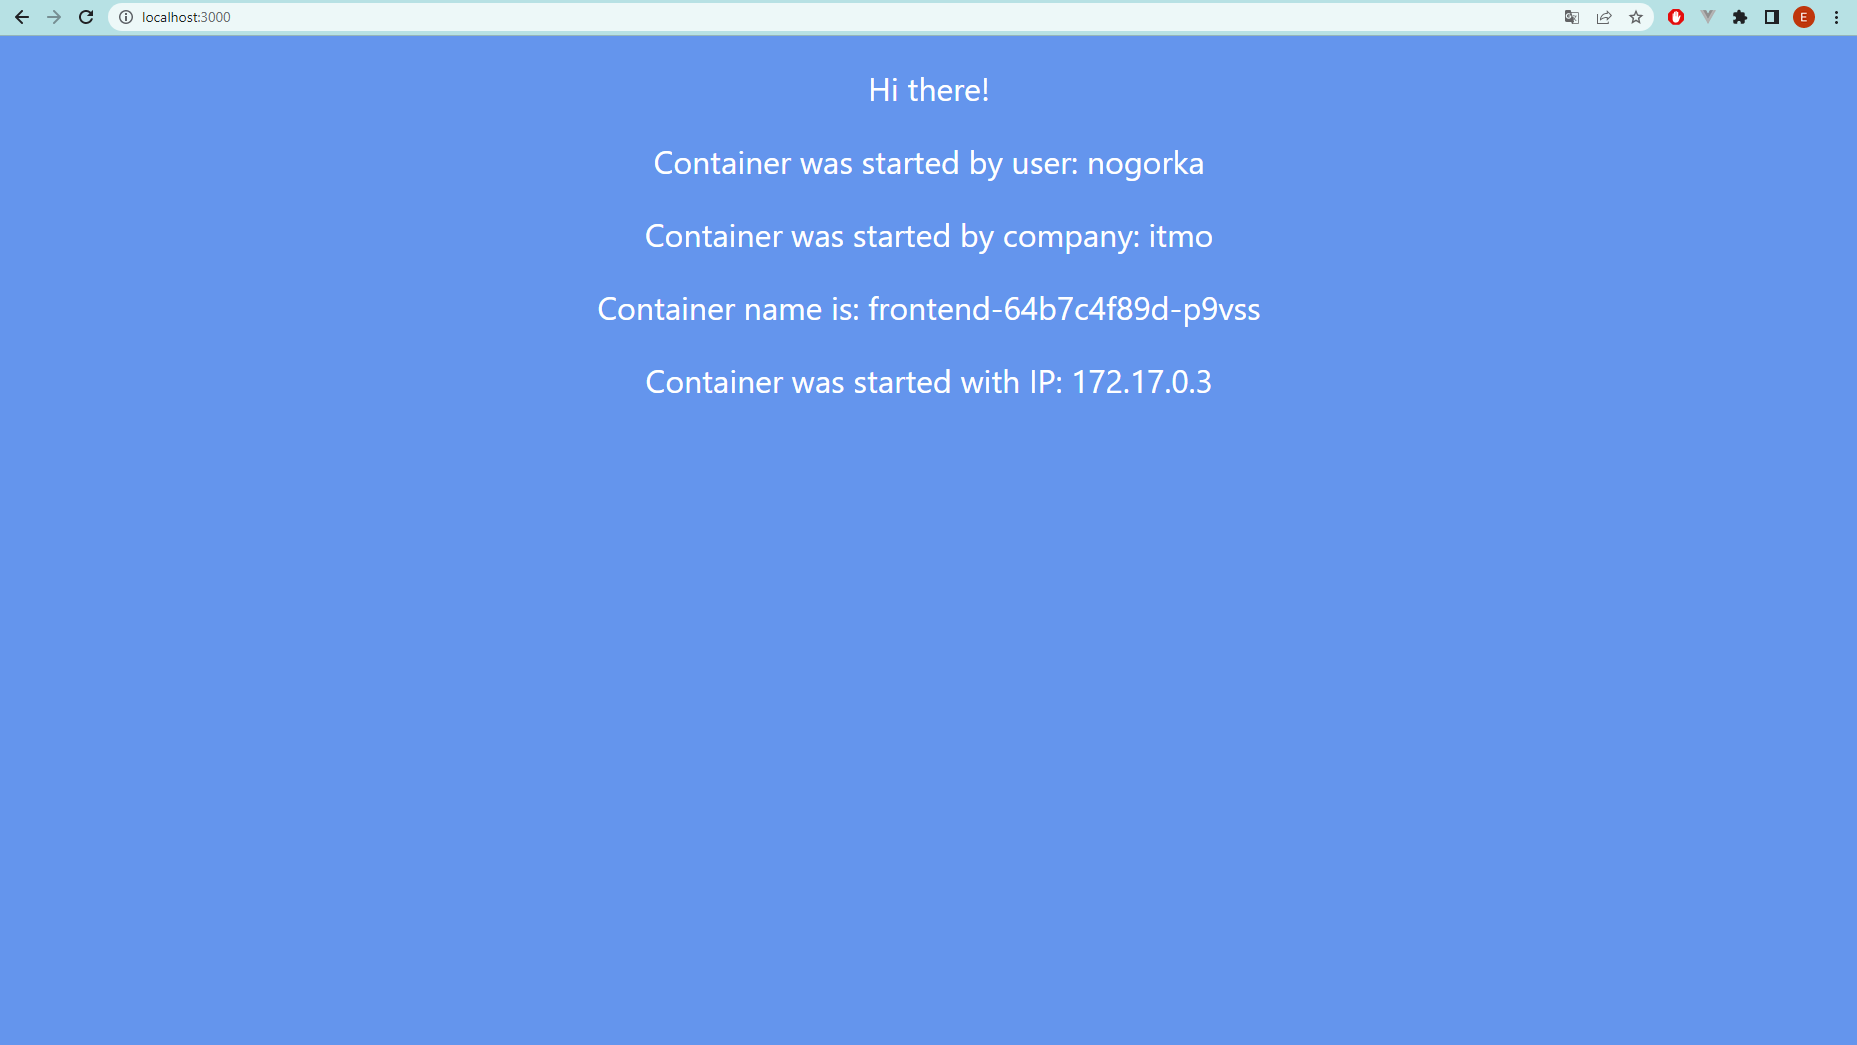 localhost:3000
E
Hi there!
Container was started by user: nogorka
Container was started by company: itmo
Container name is: frontend-64b7c4f89d-p9vss
Container was started with IP: 172.17.0.3